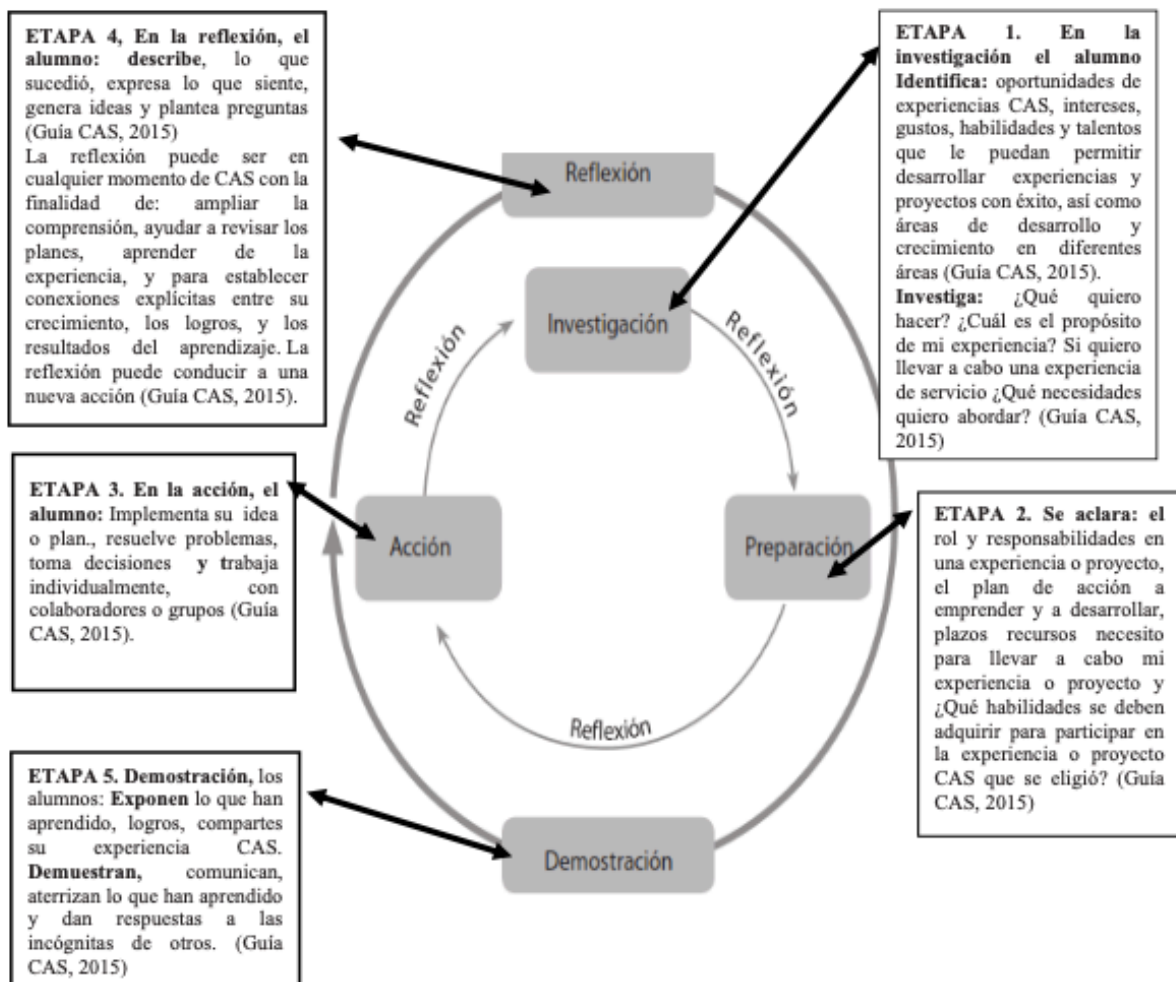 ETAPA 4, En la reflexión, el
alumno: describe, lo que
sucedió, expresa lo que siente,
genera ideas y plantea preguntas
(Guía CAS, 2015)
La reflexión puede ser en
cualquier momento de CAS con la
finalidad de: ampliar la
comprensión, ayudar a revisar los
planes, aprender de la
experiencia, y para establecer
conexiones explícitas entre su
crecimiento, los logros, y los
resultados del aprendizaje. La
reflexión puede conducir a una
nueva acción (Guía CAS, 2015).
ETAPA 1. En la
investigación el alumno
Identifica: oportunidades de
experiencias CAS, intereses,
gustos, habilidades y talentos
que le puedan permitir
desarrollar experiencias y
proyectos con éxito, así como
áreas de desarrollo y
crecimiento en diferentes
áreas (Guía CAS, 2015).
Investiga: ¿Qué quiero
hacer? ¿Cuál es el propósito
de mi experiencia? Si quiero
llevar a cabo una experiencia
de servicio ¿Qué necesidades
quiero abordar? (Guía CAS,
2015)
Reflexión
Investigación
Reflexión
Reflexión
ETAPA 3. En la acción, el
alumno: Implementa su idea
o plan., resuelve problemas,
toma decisiones y trabaja
individualmente, con
colaboradores o grupos (Guía
CAS, 2015).
Acción
Preparación
ETAPA 2. Se aclara: el
rol y responsabilidades en
una experiencia o proyecto,
el plan de acción a
emprender y a desarrollar,
plazos recursos necesito
para llevar a cabo mi
experiencia o proyecto y
¿Qué habilidades se deben
adquirir para participar en
la experiencia o proyecto
CAS que se eligió? (Guía
CAS, 2015)
Reflexión
ETAPA 5. Demostración, los
alumnos: Exponen lo que han
aprendido, logros, compartes
su experiencia CAS.
Demuestran, comunican,
aterrizan lo que han aprendido
y dan respuestas a las
incógnitas de otros. (Guía
CAS, 2015)
Demostración